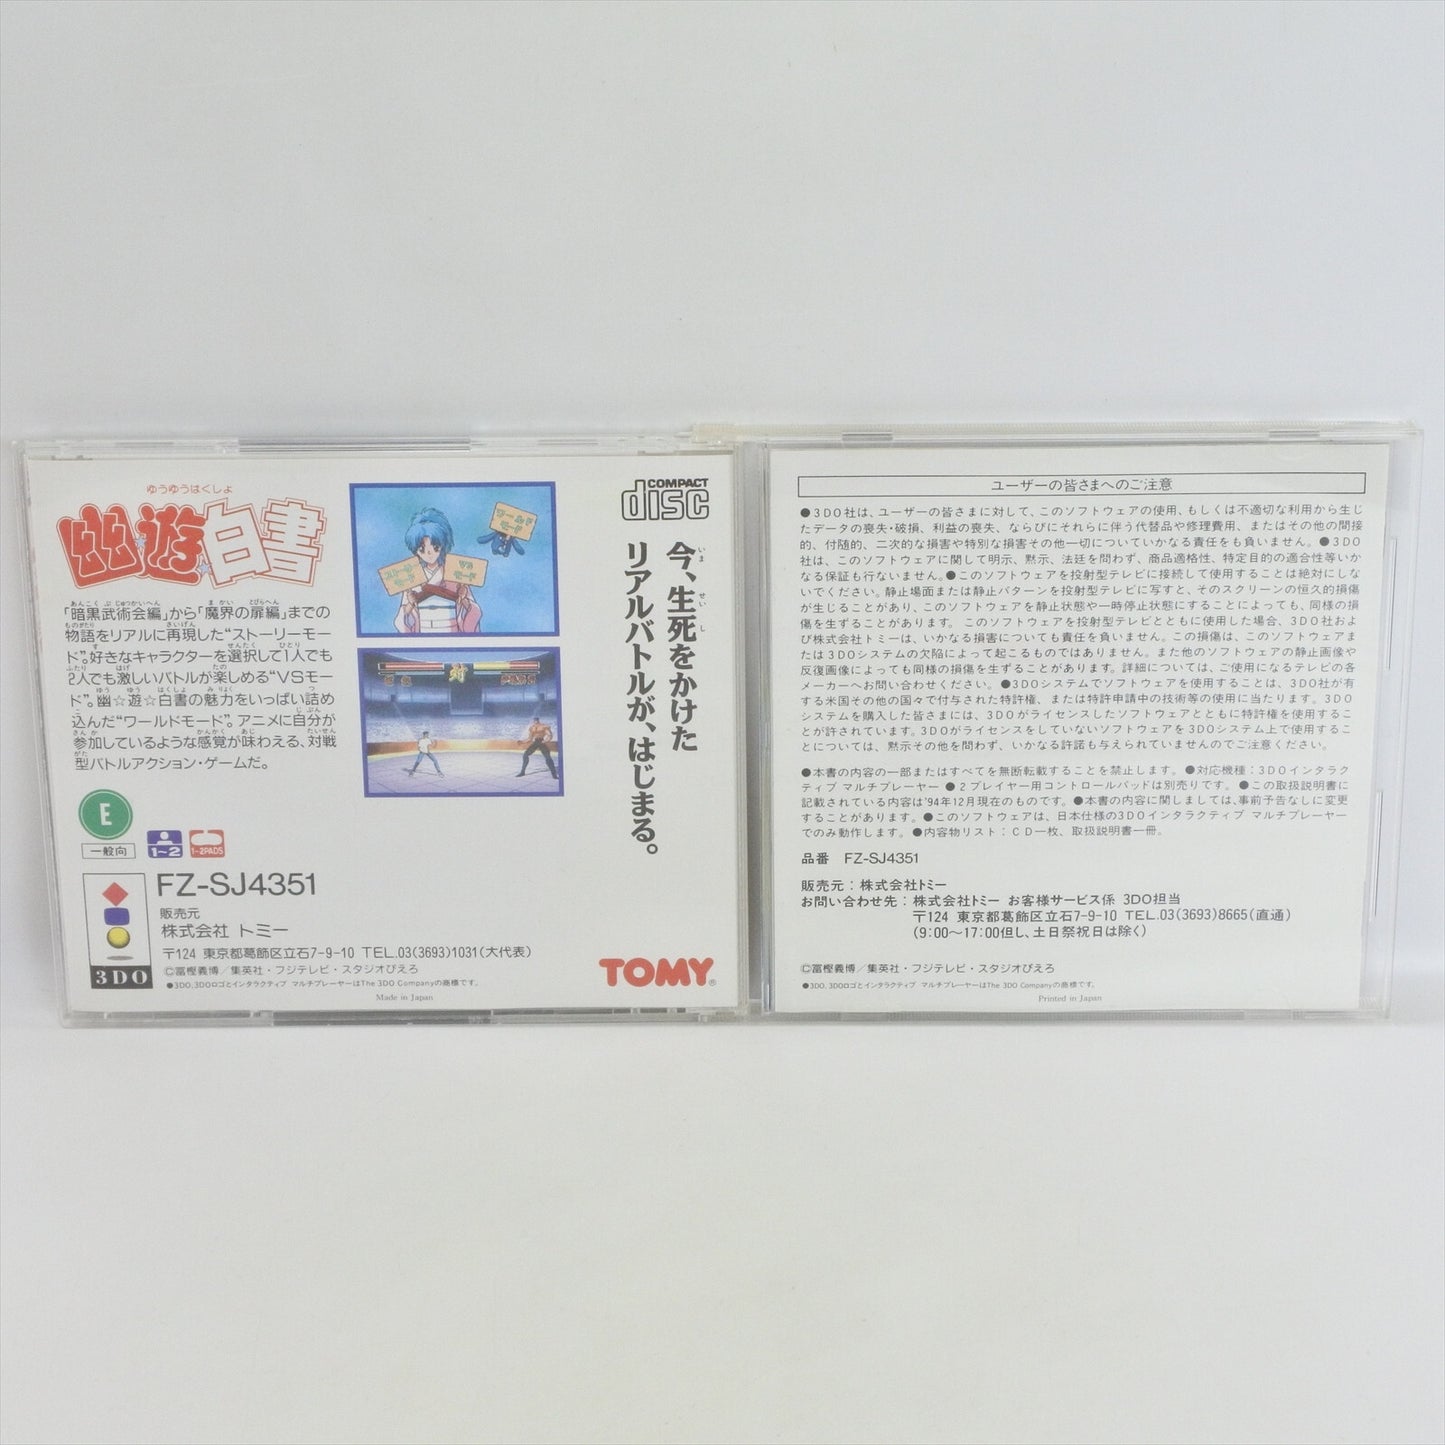 ゆうゆうはくしょ
幽☆遊☆白書
「暗黒武術会編」から「魔界の扉編」までの
物語をリアルに再現した“ストーリーモー
ド”。好きなキャラクターを選択して1人でも
2人でも激しいバトルが楽しめる“VSモー
ド”。幽☆遊☆白書の魅力をいっぱい詰め
込んだ“ワールドモード”。アニメに自分が
参加しているような感覚が味わえる、対戦
型バトルアクション・ゲームだ。
E
一般向
1~2
1-2PADS
3DO
FZ-SJ4351
販売元
株式会社 トミー
〒124 東京都葛飾区立石7-9-10 TEL.03(3693)1031(大代表)
©冨樫義博／集英社・フジテレビ・スタジオぴえろ
●3DO、3DOロゴとインタラクティブ マルチプレーヤーはThe 3DO Companyの商標です。
Made in Japan
ワールド
モード
ストーリー
モード
VS
モード
対
COMPACT
disc
今、生死をかけた
リアルバトルが、はじまる。
TOMY®
ユーザーの皆さまへのご注意
●3DO社は、ユーザーの皆さまに対して、このソフトウェアの使用、もしくは不適切な利用から生じ
たデータの喪失・破損、利益の喪失、ならびにそれらに伴う代替品や修理費用、またはその他の間接
的、付随的、二次的な損害や特別な損害その他一切についていかなる責任をも負いません。●3DO
社は、このソフトウェアに関して明示、黙示、法廷を問わず、商品適格性、特定目的の適合性等いか
なる保証も行ないません。●このソフトウェアを投射型テレビに接続して使用することは絶対にしな
いでください。静止場面または静止パターンを投射型テレビに写すと、そのスクリーンの恒久的損傷
が生じることがあり、このソフトウェアを静止状態や一時停止状態にすることによっても、同様の損
傷を生ずることがあります。このソフトウェアを投射型テレビとともに使用した場合、3DO社およ
び株式会社トミーは、いかなる損害についても責任を負いません。この損傷は、このソフトウェアま
たは3DOシステムの欠陥によって起こるものではありません。また他のソフトウェアの静止画像や
反復画像によっても同様の損傷を生ずることがあります。詳細については、ご使用になるテレビの各
メーカーへお問い合わせください。●3DOシステムでソフトウェアを使用することは、3DO社が有
する米国その他の国々で付与された特許権、または特許申請中の技術等の使用に当たります。3DO
システムを購入した皆さまには、3DOがライセンスしたソフトウェアとともに特許権を使用するこ
とが許されています。3DOがライセンスをしていないソフトウェアを3DOシステム上で使用するこ
とについては、黙示その他を問わず、いかなる許諾も与えられていませんのでご注意ください。
●本書の内容の一部またはすべてを無断転載することを禁止します。●対応機種：3DOインタラク
ティブ マルチプレーヤー ●2プレイヤー用コントロールパッドは別売りです。●この取扱説明書に
記載されている内容は'94年12月現在のものです。●本書の内容に関しましては、事前予告なしに変更
することがあります。●このソフトウェアは、日本仕様の3DOインタラクティブ マルチプレーヤー
でのみ動作します。●内容物リスト：CD一枚、取扱説明書一冊。
品番 FZ-SJ4351
販売元：株式会社トミー
お問い合わせ先：株式会社トミー お客様サービス係 3DO担当
〒124 東京都葛飾区立石7-9-10 TEL.03(3693)8665(直通)
(9:00～17:00但し、土日祭祝日は除く)
©冨樫義博／集英社・フジテレビ・スタジオぴえろ
●3DO、3DOロゴとインタラクティブ マルチプレーヤーはThe 3DO Companyの商標です。
Printed in Japan